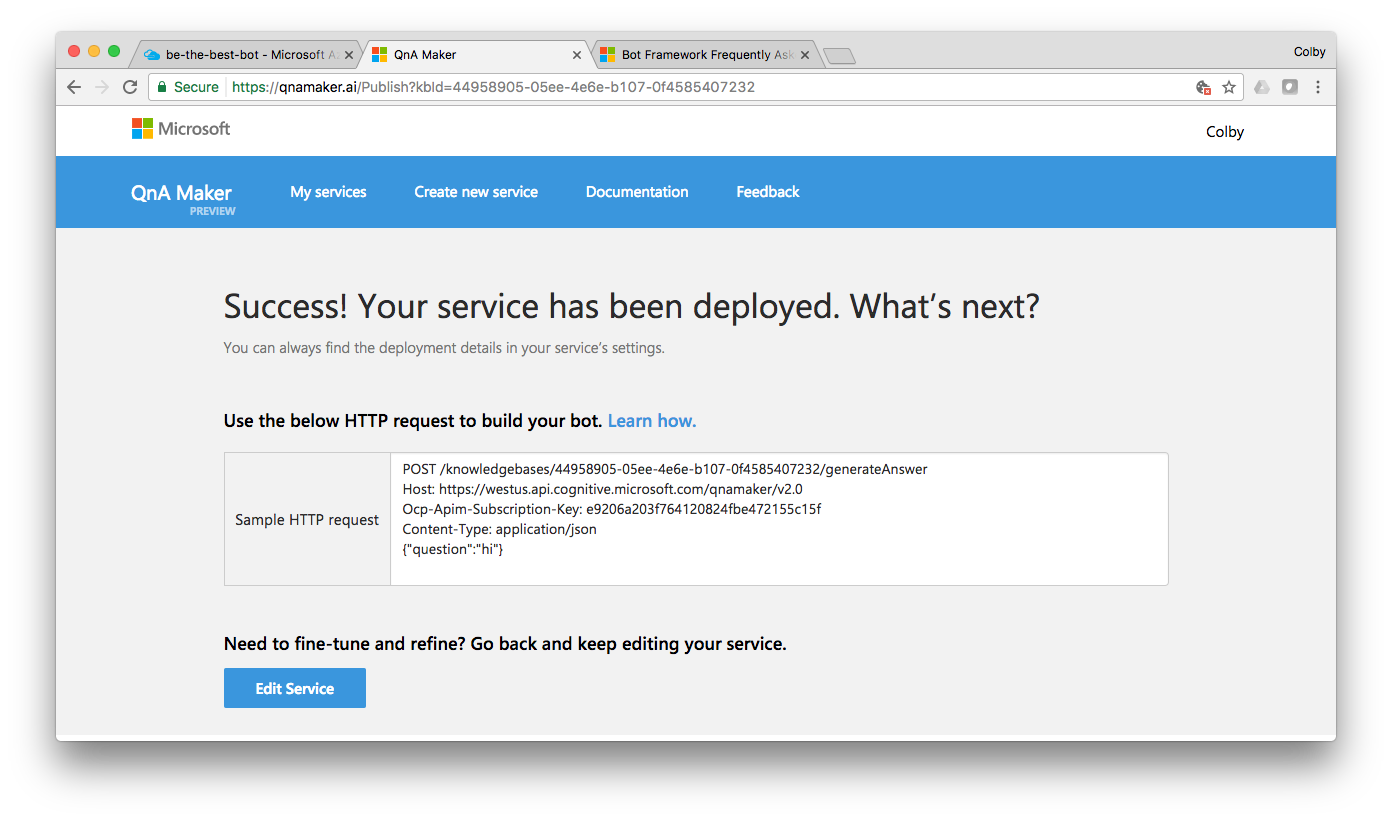 be-the-best-bot - Microsoft A
QnA Maker
Bot Framework Frequently Ask
Colby
Secure
https://qnamaker.ai/Publish?kbId=44958905-05ee-4e6e-b107-0f4585407232
Microsoft
Colby
QnA Maker
PREVIEW
My services
Create new service
Documentation
Feedback
Success! Your service has been deployed. What's next?
You can always find the deployment details in your service's settings.
Use the below HTTP request to build your bot. Learn how.
Sample HTTP request
POST /knowledgebases/44958905-05ee-4e6e-b107-0f4585407232/generateAnswer
Host: https://westus.api.cognitive.microsoft.com/qnamaker/v2.0
Ocp-Apim-Subscription-Key: e9206a203f764120824fbe472155c15f
Content-Type: application/json
{"question":"hi"}
Need to fine-tune and refine? Go back and keep editing your service.
Edit Service